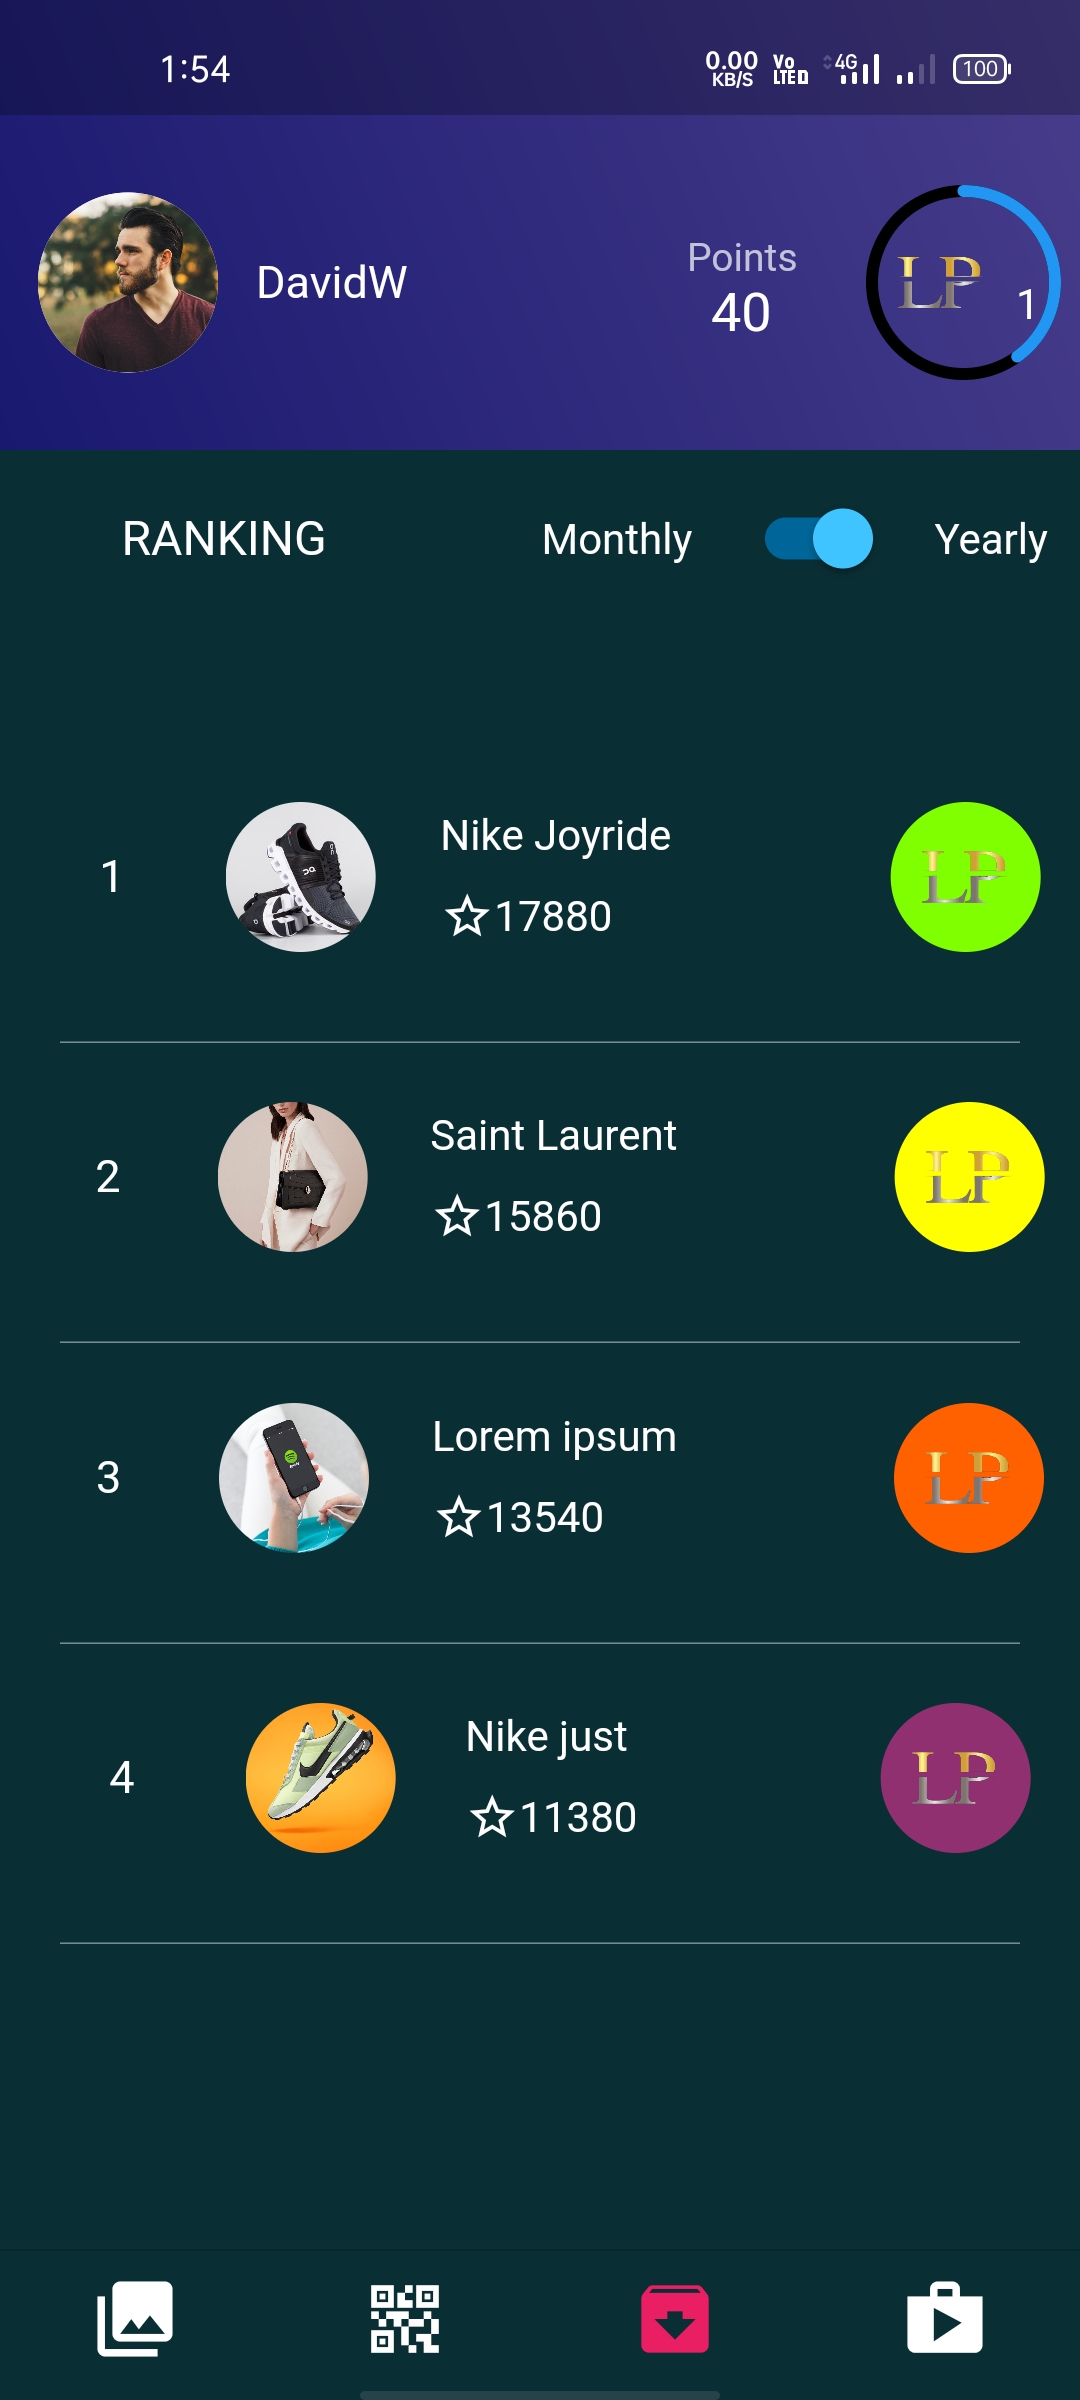 1:54
0.00
KB/S
Vo
LTE
4G
100
DavidW
Points
40
LP
1
RANKING
Monthly
Yearly
1
Nike Joyride
17880
LP
2
Saint Laurent
15860
LP
3
Lorem ipsum
13540
LP
4
Nike just
11380
LP